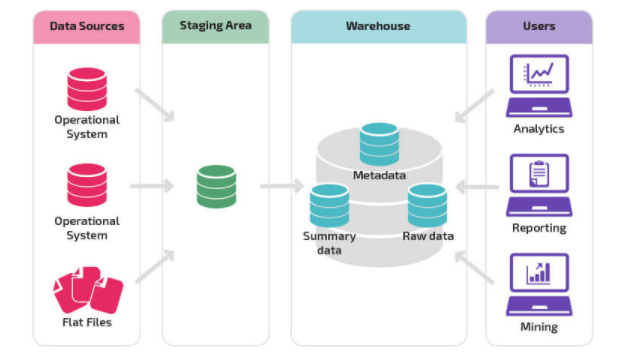 Data Sources
Staging Area
Warehouse
Users
Operational
System
Operational
System
Flat Files
Metadata
Summary
data
Raw data
Analytics
Reporting
Mining